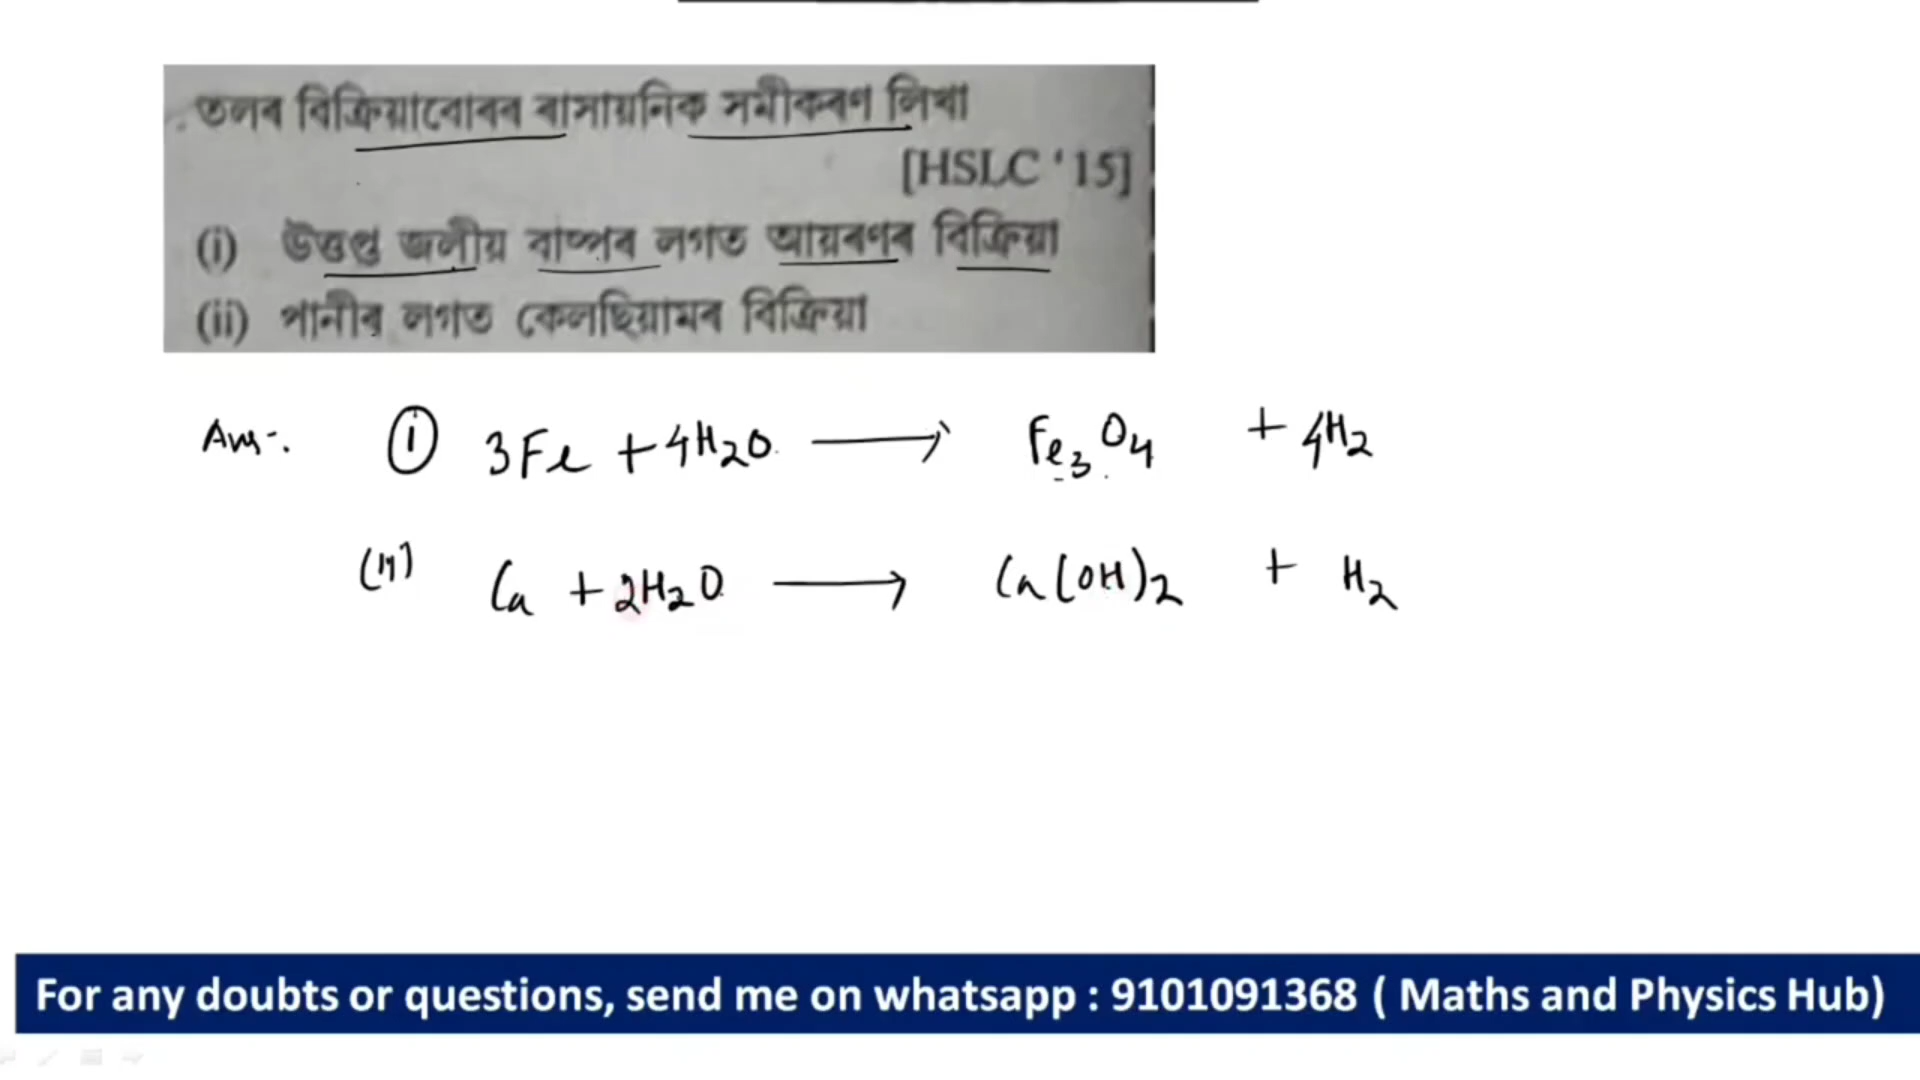 তলৰ বিক্ৰিয়াবোৰৰ ৰাসায়নিক সমীকৰণ লিখা
[HSLC '15]
(i) উত্তপ্ত জলীয় বাষ্পৰ লগত আয়ৰণৰ বিক্ৰিয়া
(ii) পানীৰ লগত কেলছিয়ামৰ বিক্ৰিয়া
Ans-. (i) 3Fe + 4H₂O ⟶ Fe₃O₄ + 4H₂
(ii) Ca + 2H₂O ⟶ Ca(OH)₂ + H₂
For any doubts or questions, send me on whatsapp : 9101091368 ( Maths and Physics Hub)